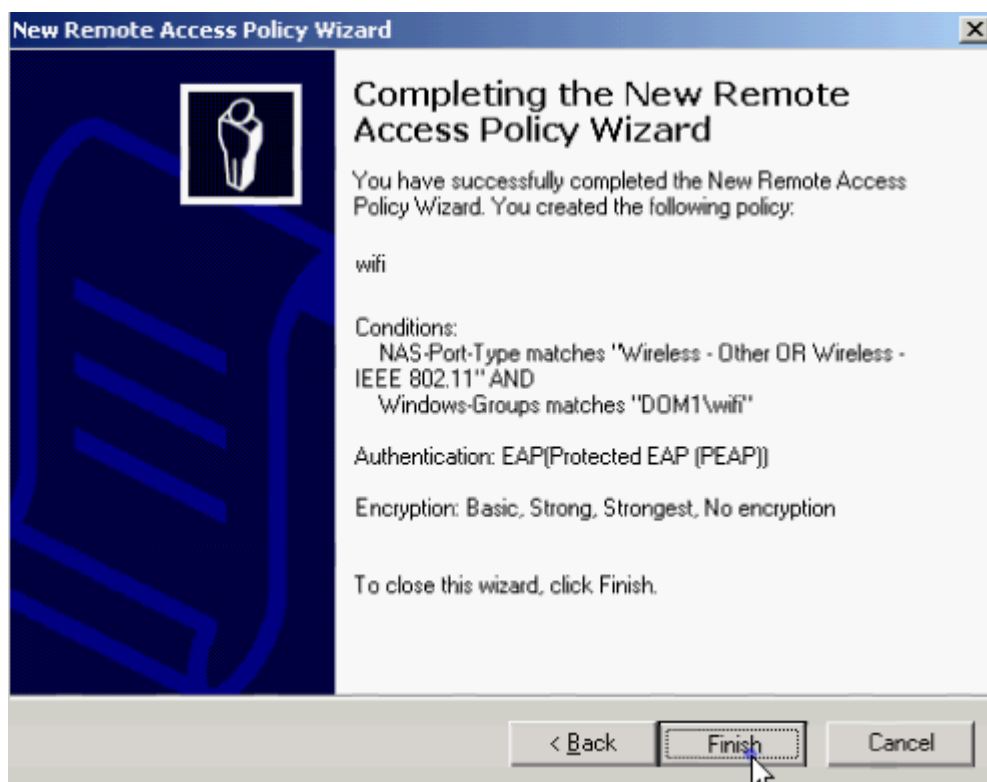 New Remote Access Policy Wizard
Completing the New Remote
Access Policy Wizard
You have successfully completed the New Remote Access
Policy Wizard. You created the following policy:
wifi
Conditions:
NAS-Port-Type matches "Wireless - Other OR Wireless -
IEEE 802.11" AND
Windows-Groups matches "DOM1\wifi"
Authentication: EAP(Protected EAP (PEAP))
Encryption: Basic, Strong, Strongest, No encryption
To close this wizard, click Finish.
< Back Finish Cancel